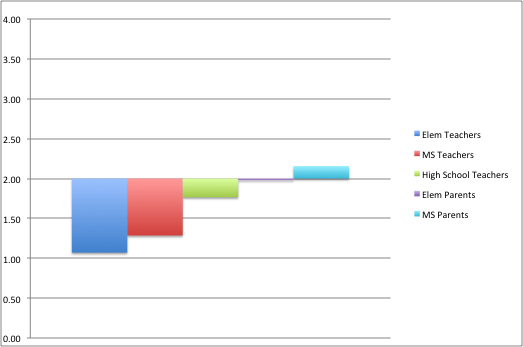 4.00
3.50
3.00
2.50
2.00
1.50
1.00
0.50
0.00
Elem Teachers
MS Teachers
High School Teachers
Elem Parents
MS Parents